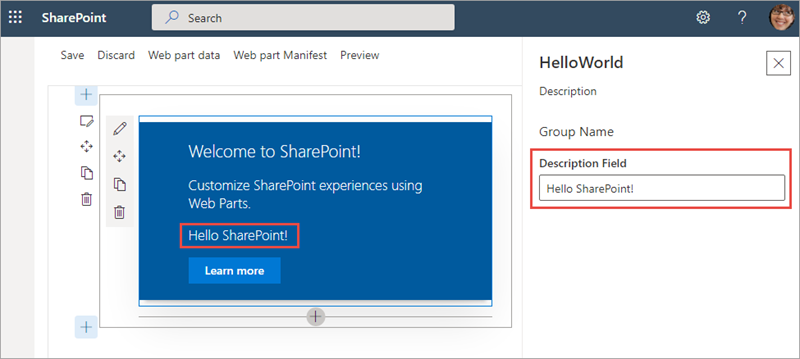 SharePoint
Search
?
Save Discard Web part data Web part Manifest Preview
Welcome to SharePoint!
Customize SharePoint experiences using
Web Parts.
Hello SharePoint!
Learn more
HelloWorld
Description
Group Name
Description Field
Hello SharePoint!